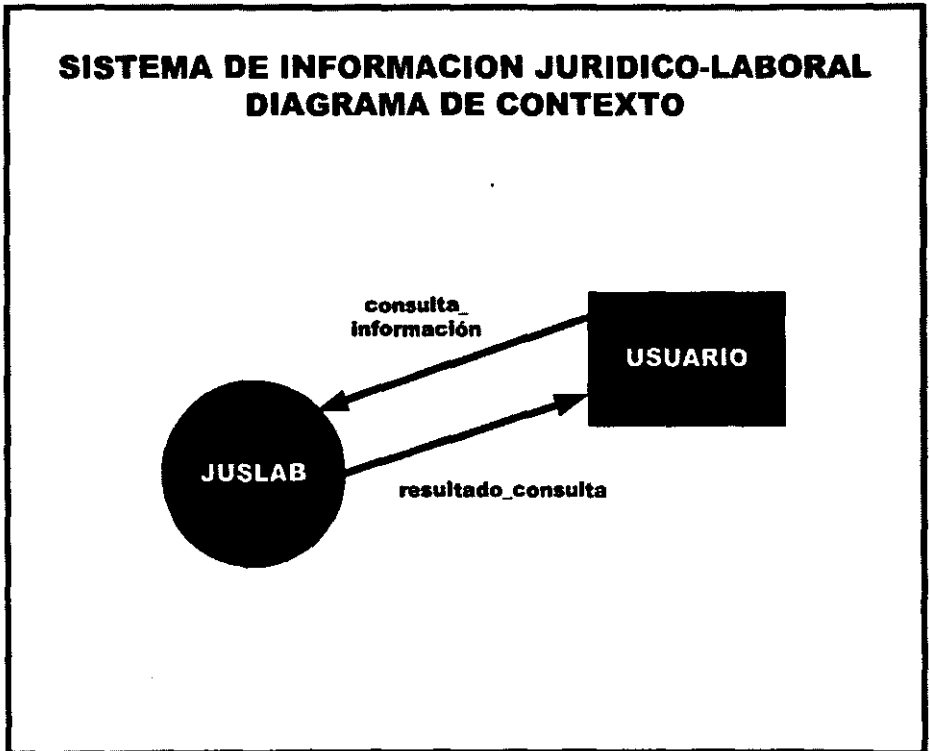 SISTEMA DE INFORMACION JURIDICO-LABORAL
DIAGRAMA DE CONTEXTO
consulta_
información
USUARIO
JUSLAB
resultado_consulta